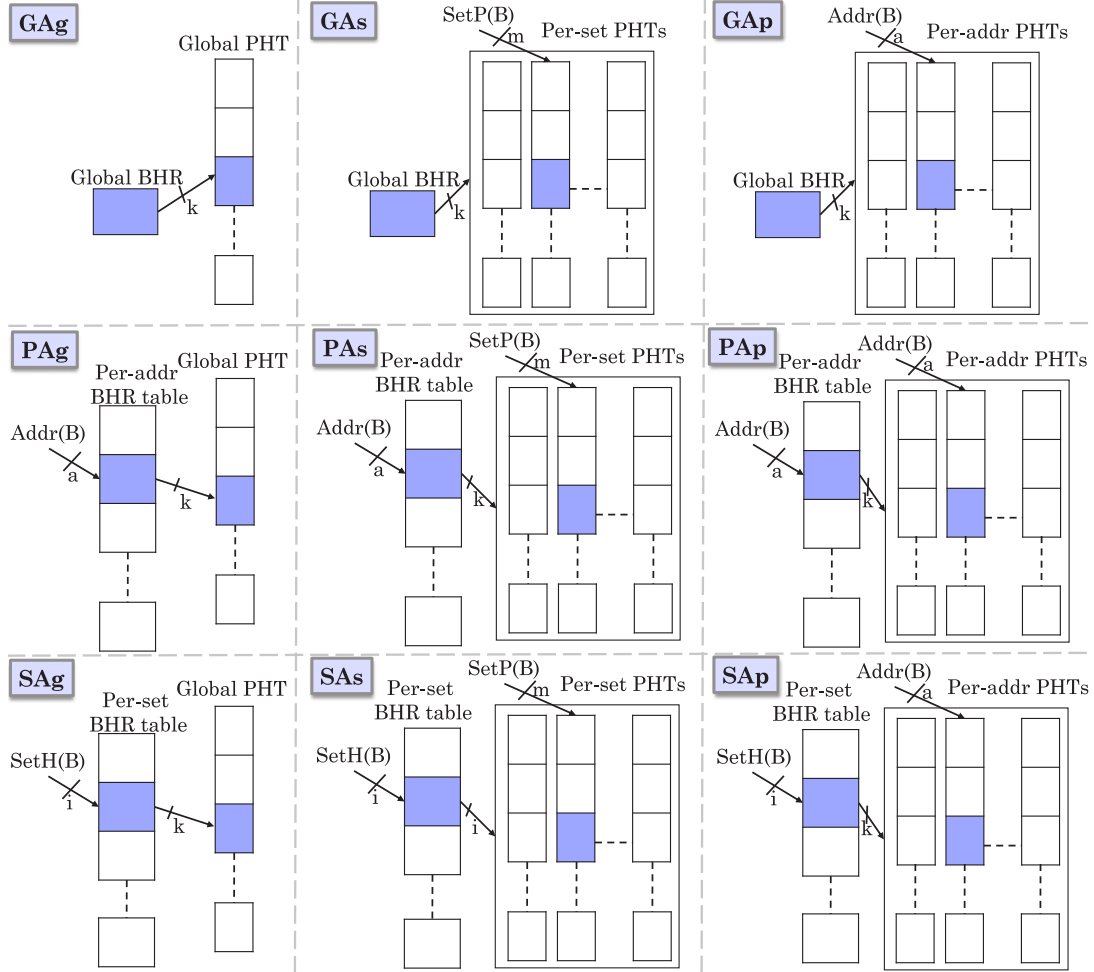 GAg
Global PHT
Global BHR
k
GAs
SetP(B)
m
Per-set PHTs
Global BHR
k
GAp
Addr(B)
a
Per-addr PHTs
Global BHR
k
PAg
Global PHT
Per-addr
BHR table
Addr(B)
a
k
PAs
SetP(B)
m
Per-addr
BHR table
Per-set PHTs
Addr(B)
a
k
PAp
Addr(B)
a
Per-addr
BHR table
Per-addr PHTs
Addr(B)
a
k
SAg
Global PHT
Per-set
BHR table
SetH(B)
i
k
SAs
SetP(B)
m
Per-set
BHR table
Per-set PHTs
SetH(B)
i
i
SAp
Addr(B)
a
Per-set
BHR table
Per-addr PHTs
SetH(B)
i
k